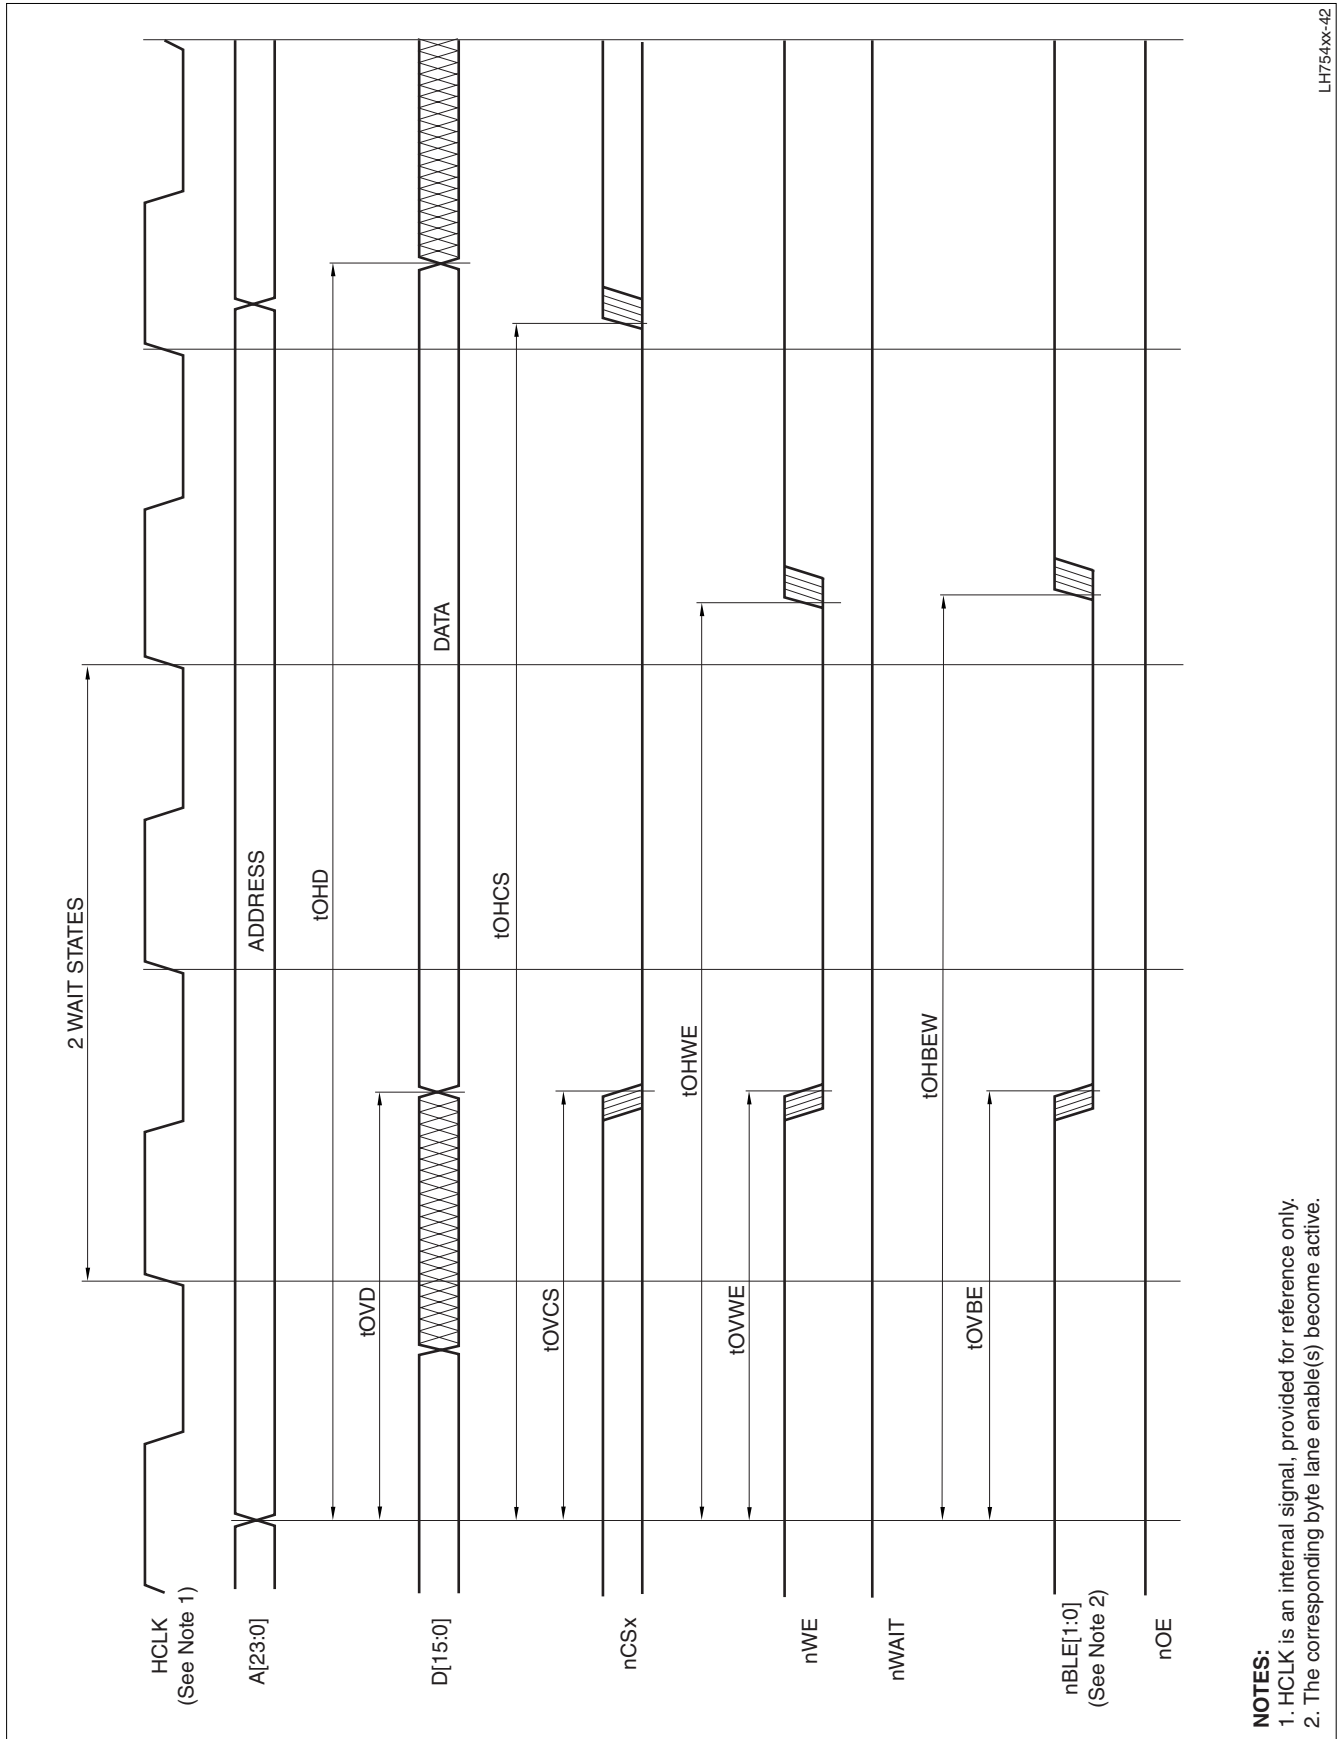 2 WAIT STATES
HCLK
(See Note 1)
A[23:0]
ADDRESS
tOHD
tOVD
D[15:0]
DATA
tOHCS
tOVCS
nCSx
tOHWE
tOVWE
nWE
nWAIT
tOHBEW
tOVBE
nBLE[1:0]
(See Note 2)
nOE
NOTES:
1. HCLK is an internal signal, provided for reference only.
2. The corresponding byte lane enable(s) become active.
LH754xx-42